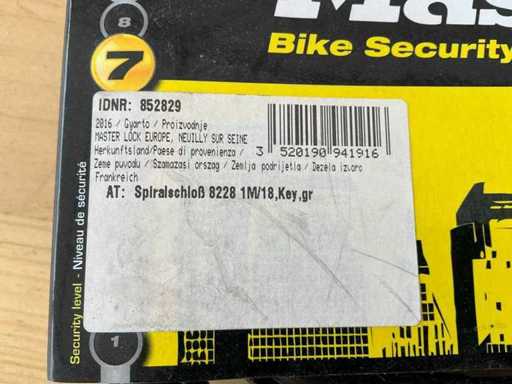 Mas
Bike Security
8
7
IDNR: 852829
2016 / Gyarto / Proizvodnje
MASTER LOCK EUROPE, NEUILLY SUR SEINE
Herkunftsland/Paese di provenienza /
Zeme puvodu / Szamazasi orszag / Zemlja podrijetla / Dezela izvora
Frankreich
3 520190 941916
AT: Spiralschloß 8228 1M/18,Key,gr
Security level - Niveau de sécurité
1